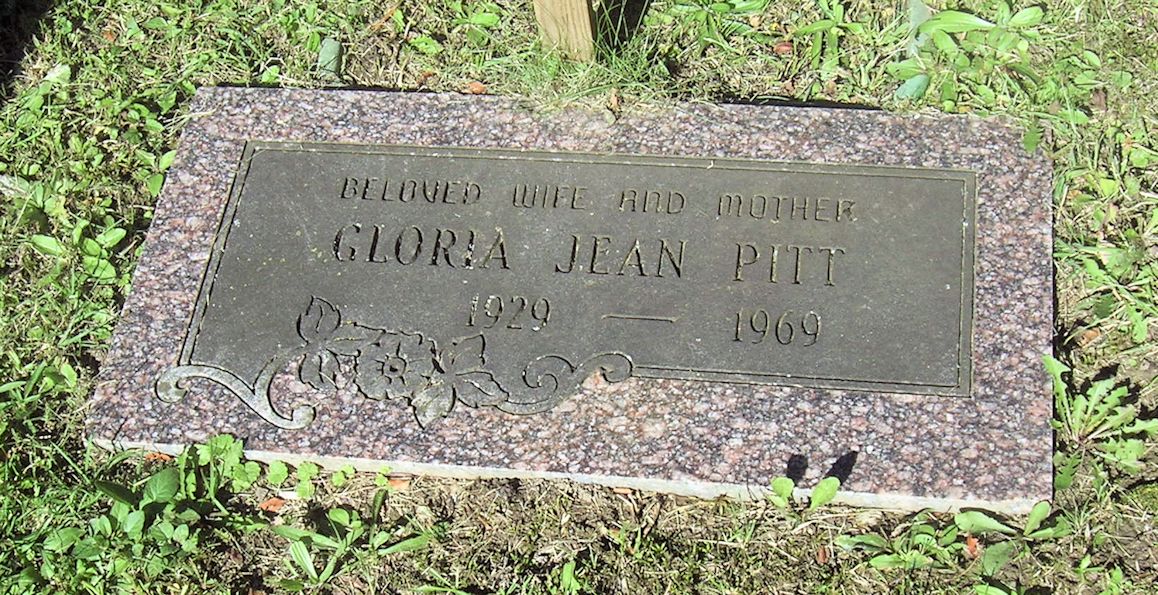 BELOVED WIFE AND MOTHER
GLORIA JEAN PITT
1929 — 1969